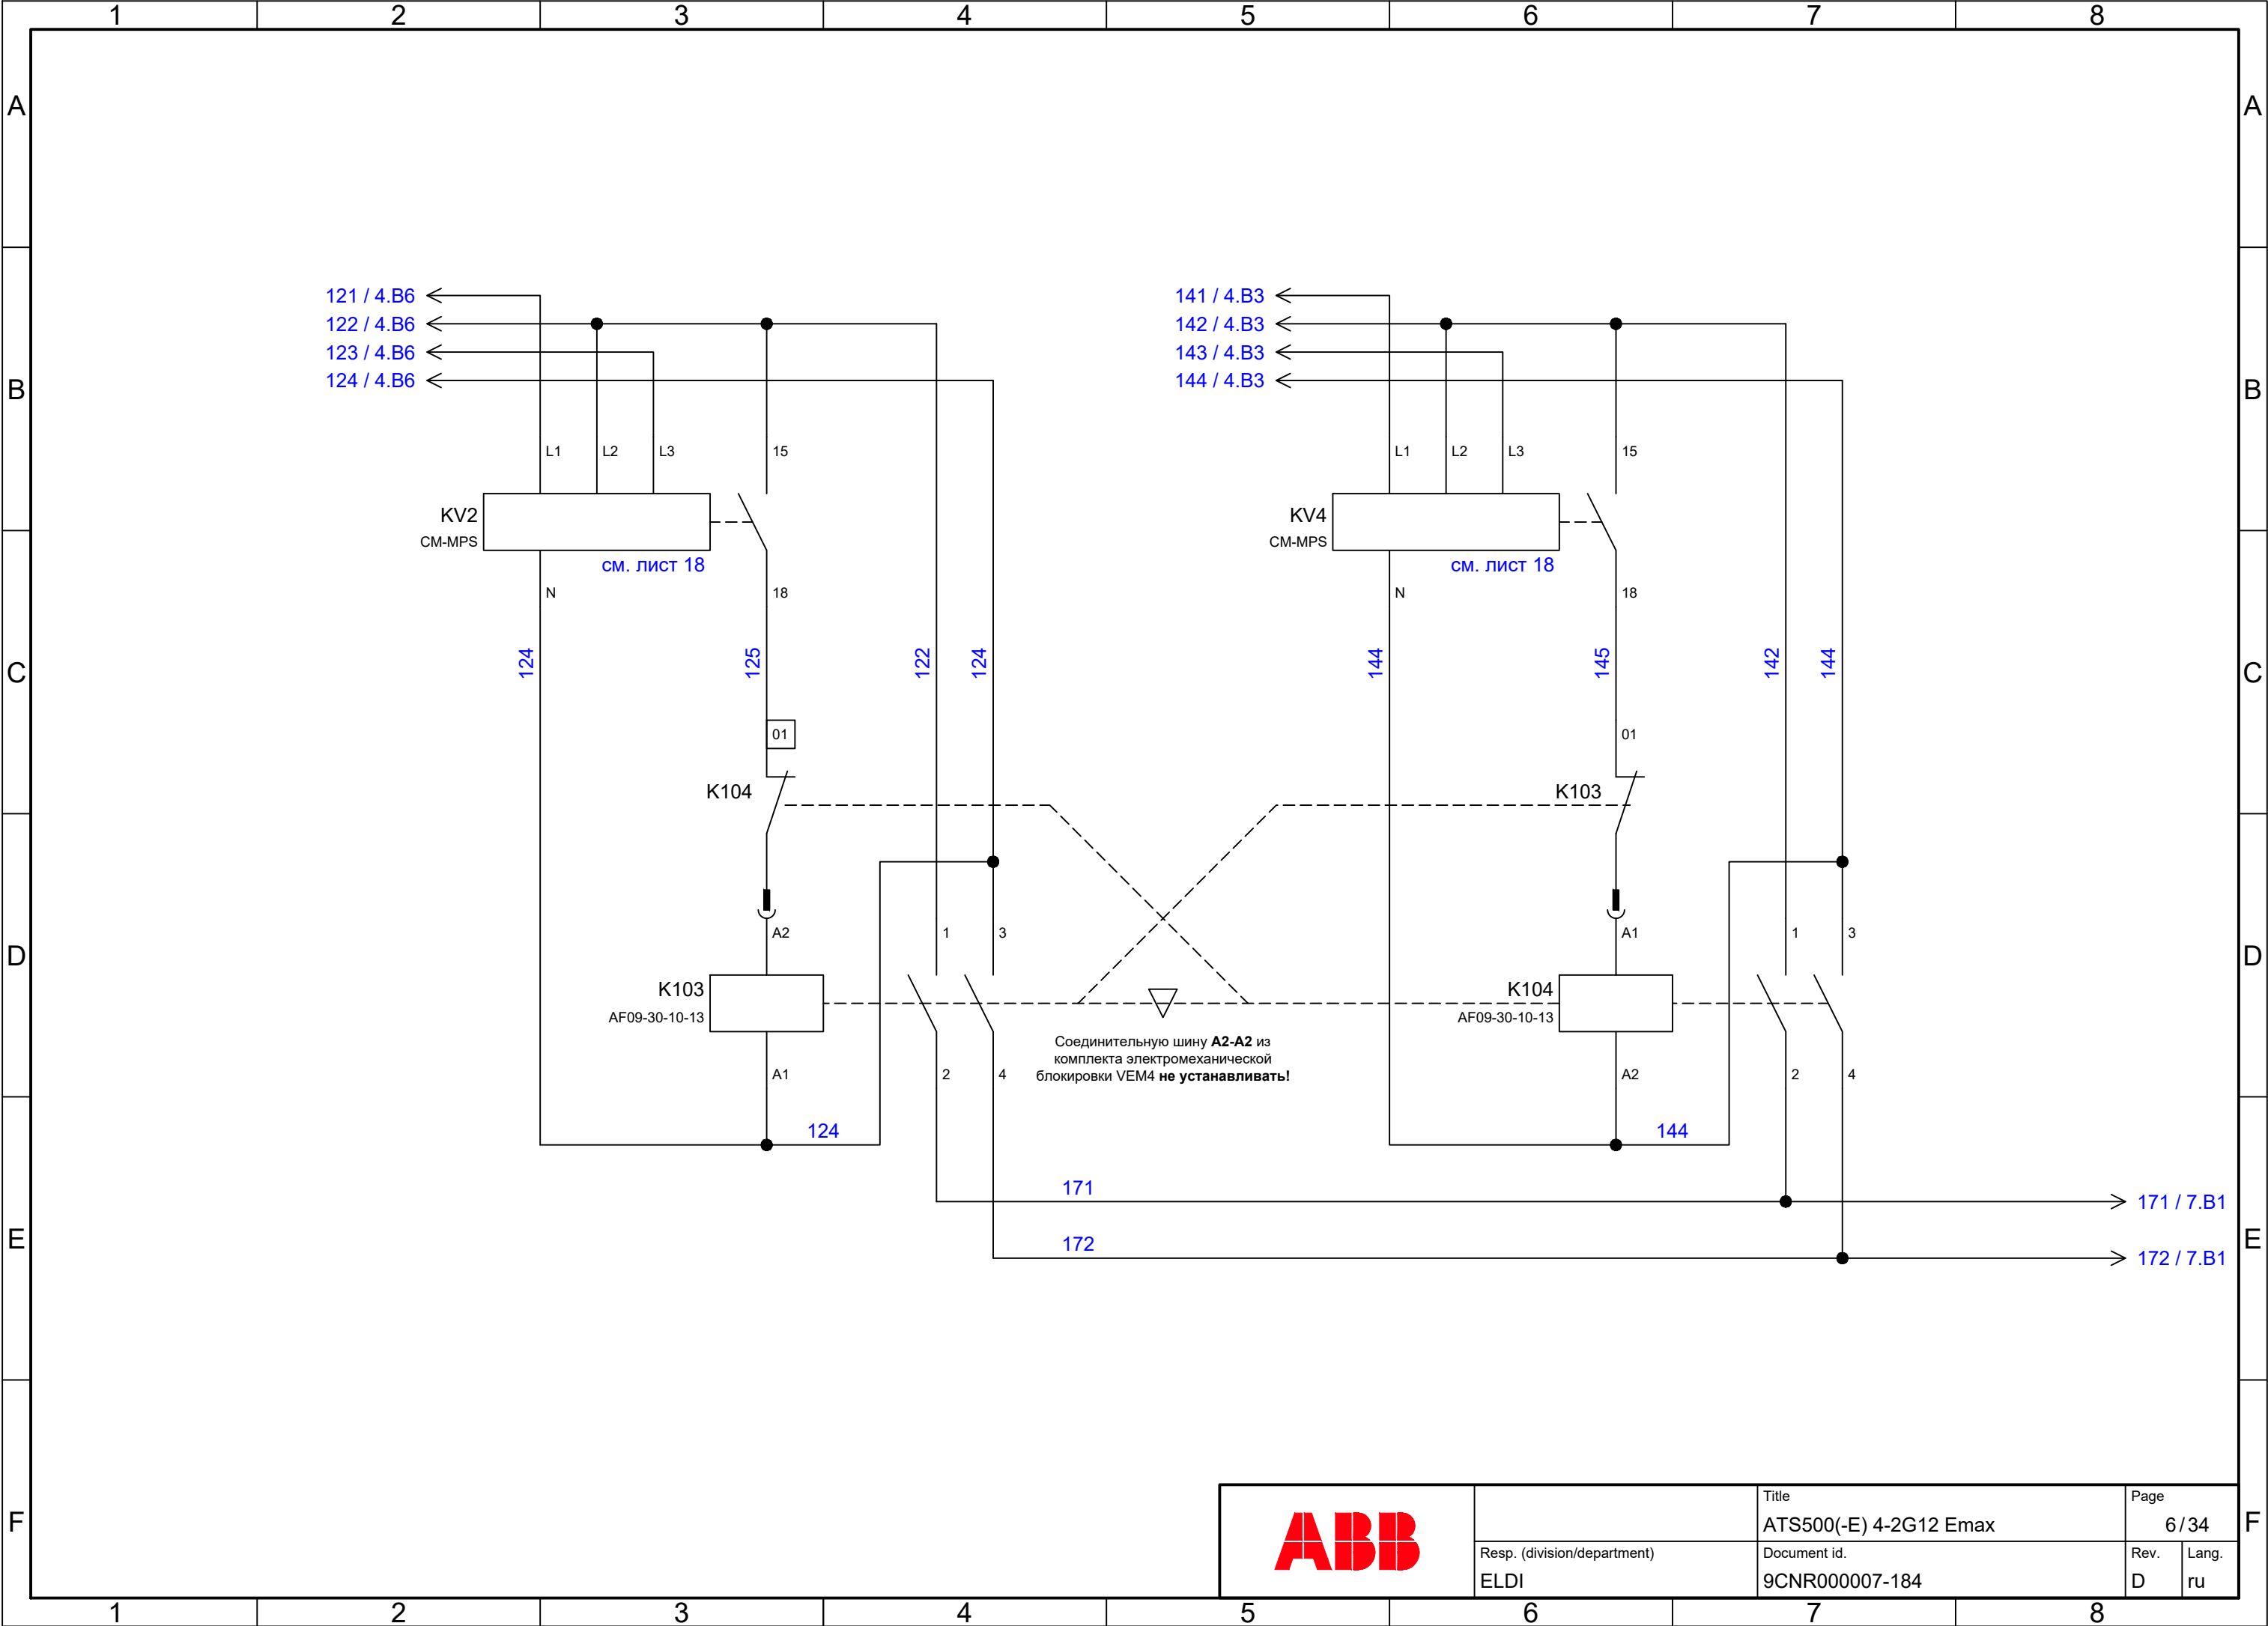 1 2 3 4 5 6 7 8
A A
121 / 4.B6 141 / 4.B3
122 / 4.B6 142 / 4.B3
123 / 4.B6 143 / 4.B3
B 124 / 4.B6 144 / 4.B3 B
L1 L2 L3 15 L1 L2 L3 15
KV2 KV4
CM-MPS CM-MPS
см. лист 18 см. лист 18
N 18 N 18
C 124 125 122 124 144 145 142 144 C
01 01
K104 K103
A2 1 3 A1 1 3
D D
K103 K104
AF09-30-10-13 AF09-30-10-13
Соединительную шину A2-A2 из
комплекта электромеханической
блокировки VEM4 не устанавливать!
A1 2 4 A2 2 4
124 144
171 171 / 7.B1
E E
172 172 / 7.B1
F F
ABB
Title
ATS500(-E) 4-2G12 Emax
Page
6/34
Resp. (division/department)
ELDI
Document id.
9CNR000007-184
Rev.
D
Lang.
ru
1 2 3 4 5 6 7 8